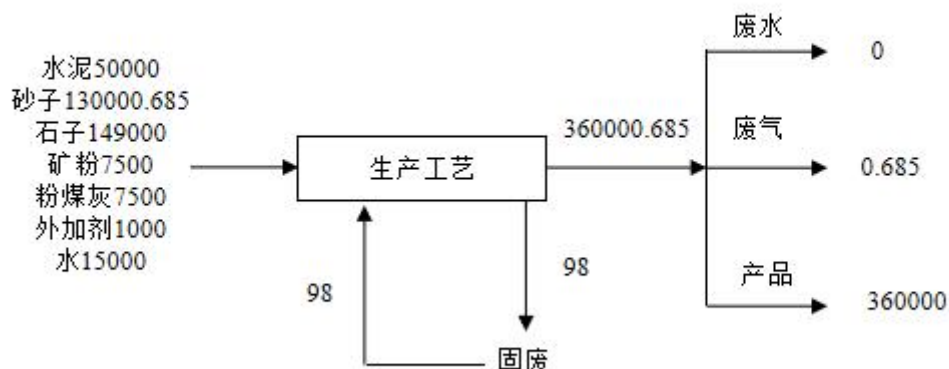 水泥50000
砂子130000.685
石子149000
矿粉7500
粉煤灰7500
外加剂1000
水15000
生产工艺
360000.685
废水
0
废气
0.685
产品
360000
98
98
固废